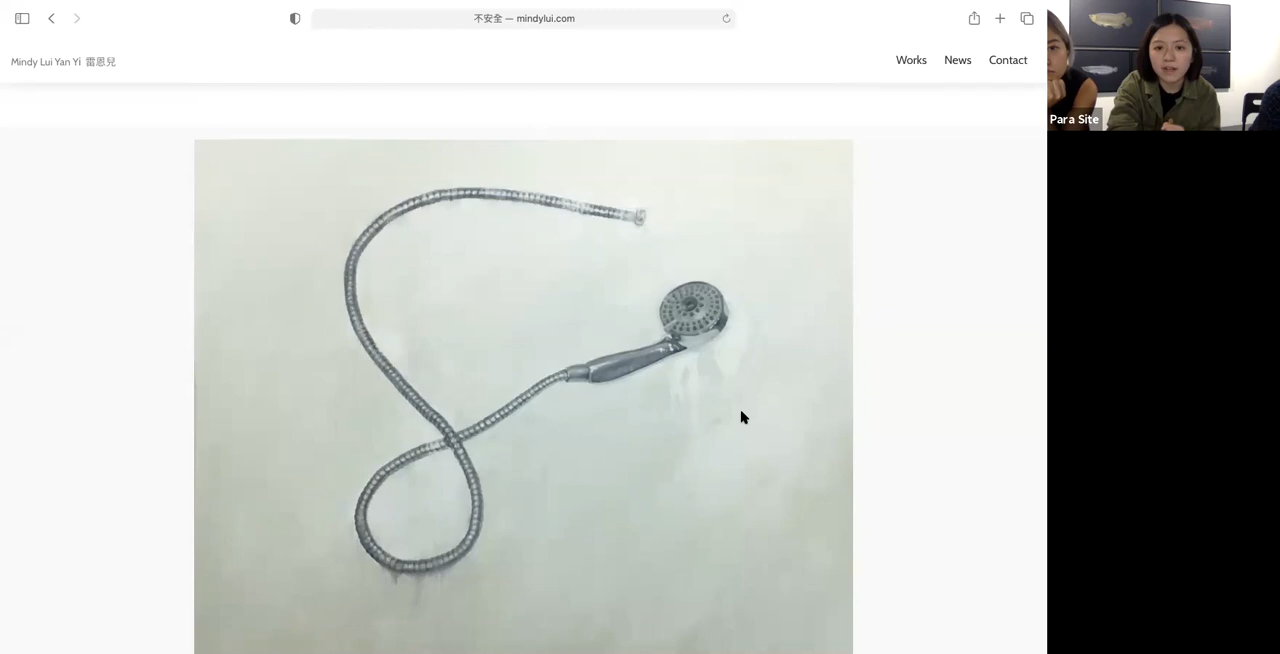 不安全 — mindylui.com
Mindy Lui Yan Yi 雷恩兒
Works News Contact
Para Site